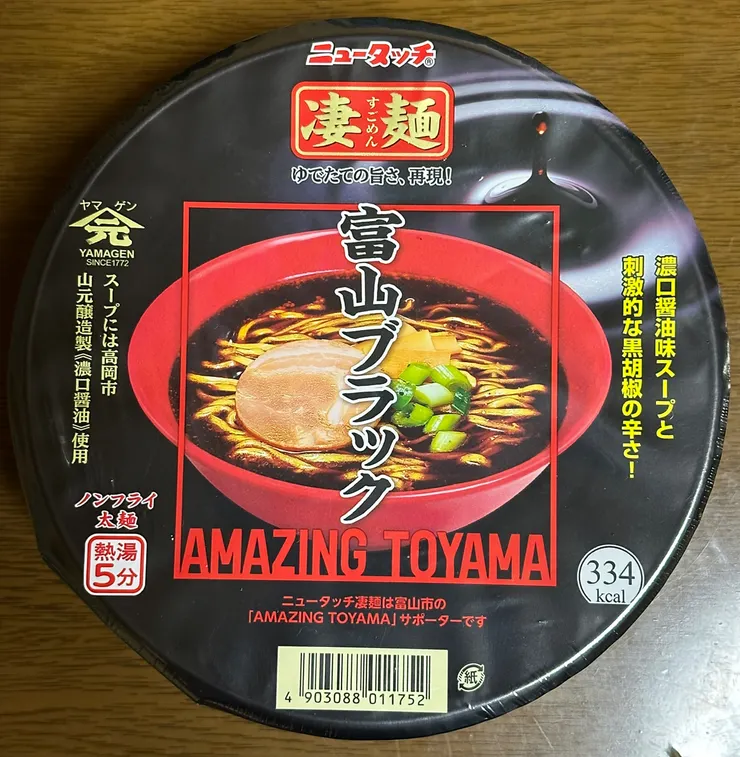 ニュータッチ®
凄麺
すごめん
ゆでたての旨さ、再現!
富山ブラック
濃口醤油味スープと
刺激的な黒胡椒の辛さ!
ヤマ ゲン
元
YAMAGEN
SINCE1772
スープには高岡市
山元醸造製《濃口醤油》使用
ノンフライ
太麺
熱湯
5分
AMAZING TOYAMA
334
kcal
ニュータッチ凄麺は富山市の
「AMAZING TOYAMA」サポーターです
4 903088 011752
紙